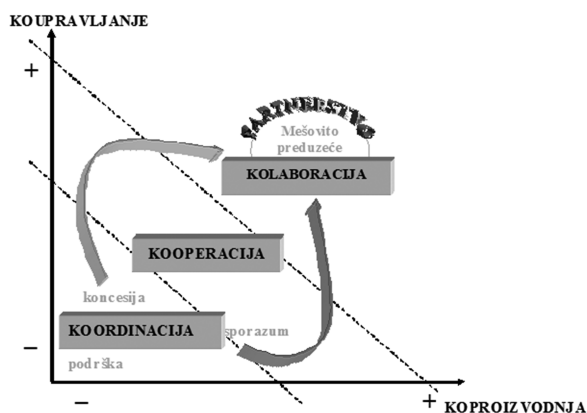 KOUPRAVLJANJE
+
PARTNERSTVO
Mešovito
preduzeće
KOLABORACIJA
KOOPERACIJA
koncesija
KOORDINACIJA
sporazum
podrška
−
−
+
KOPROIZVODNJA